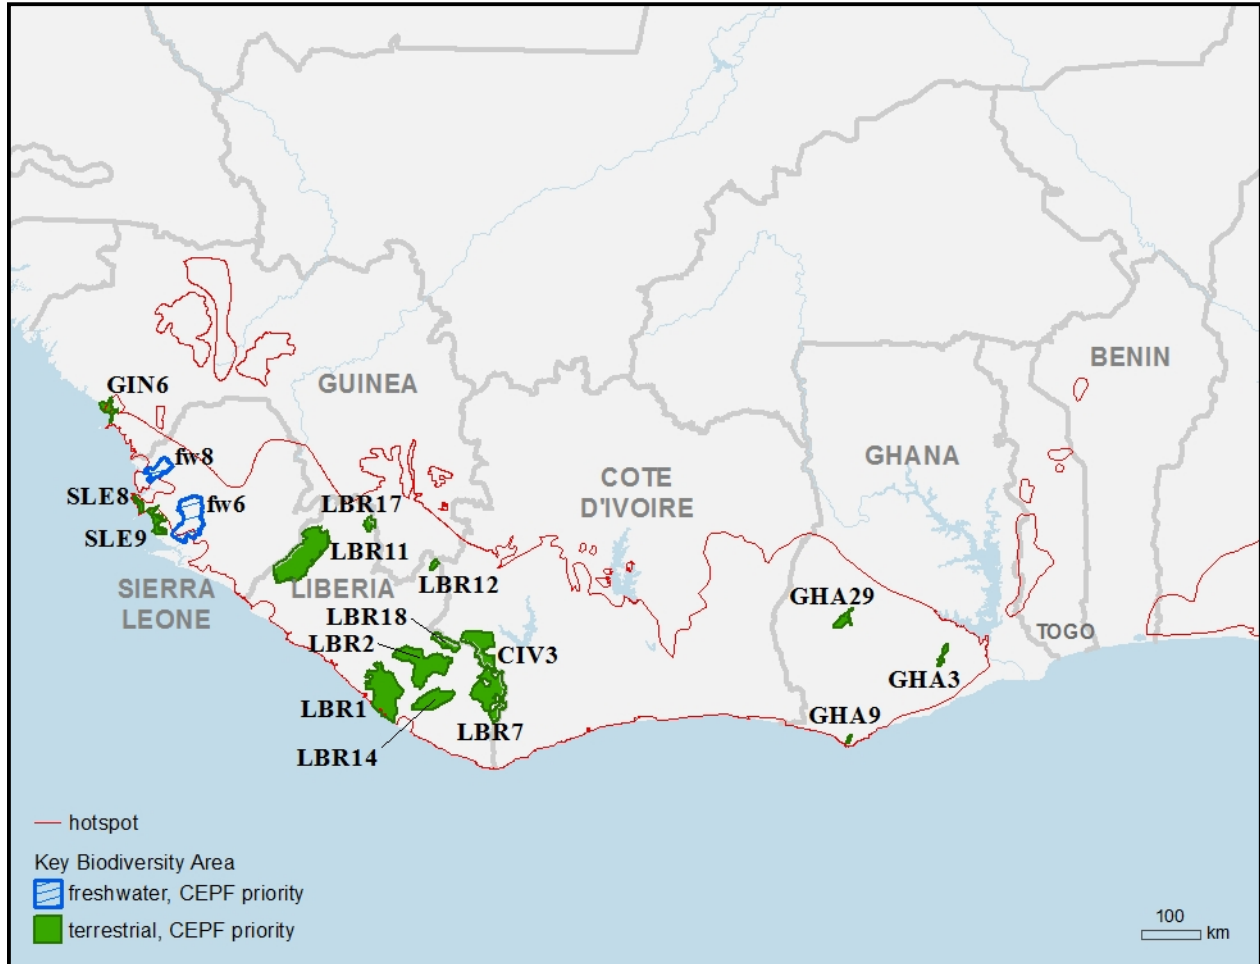 BENIN
GIN6
GUINEA
GHANA
fw8
COTE
D'IVOIRE
SLE8
fw6
LBR17
SLE9
LBR11
SIERRA
LEONE
LIBERIA
LBR12
GHA29
LBR18
LBR2
TOGO
CIV3
GHA3
LBR1
GHA9
LBR7
LBR14
hotspot
Key Biodiversity Area
freshwater, CEPF priority
terrestrial, CEPF priority
100
km